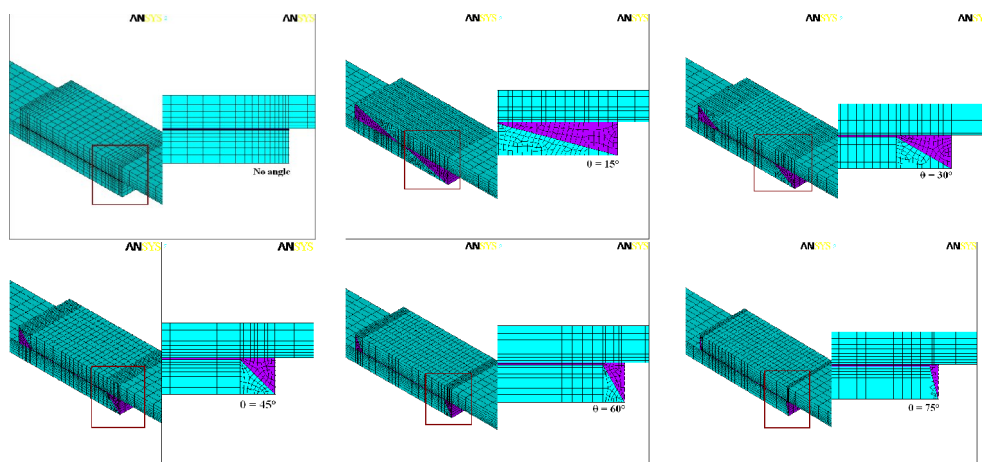 ANSYS ANSYS
No angle
ANSYS ANSYS
θ = 15°
ANSYS ANSYS
θ = 30°
ANSYS ANSYS
θ = 45°
ANSYS ANSYS
θ = 60°
ANSYS ANSYS
θ = 75°